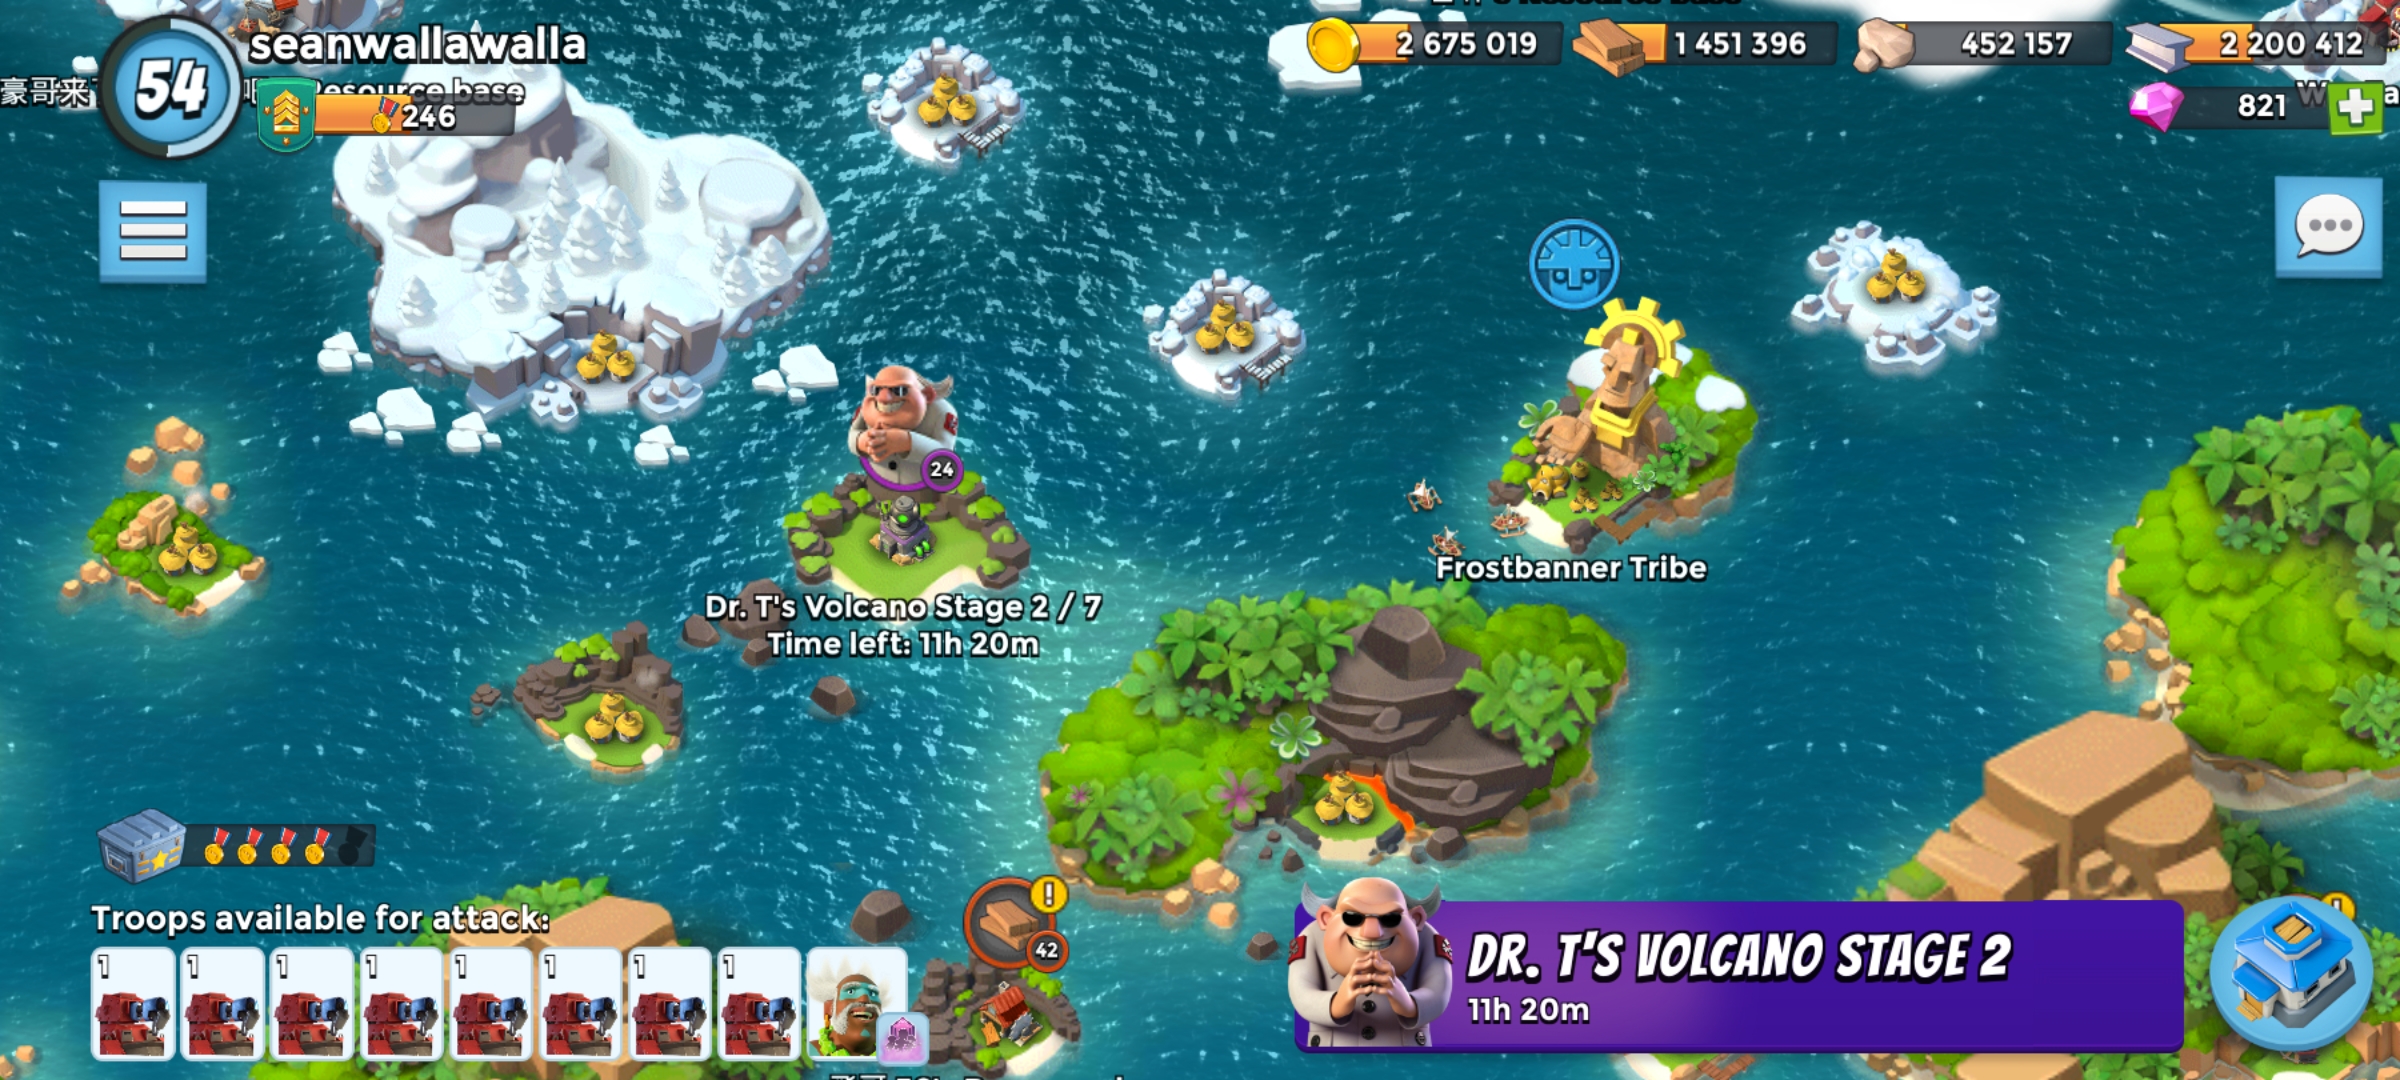 seanwallawalla
54
豪哥来
Resource base
246
2 675 019
1 451 396
452 157
2 200 412
821
24
Dr. T's Volcano Stage 2 / 7
Time left: 11h 20m
Frostbanner Tribe
Troops available for attack:
1
1
1
1
1
1
1
1
42
DR. T'S VOLCANO STAGE 2
11h 20m